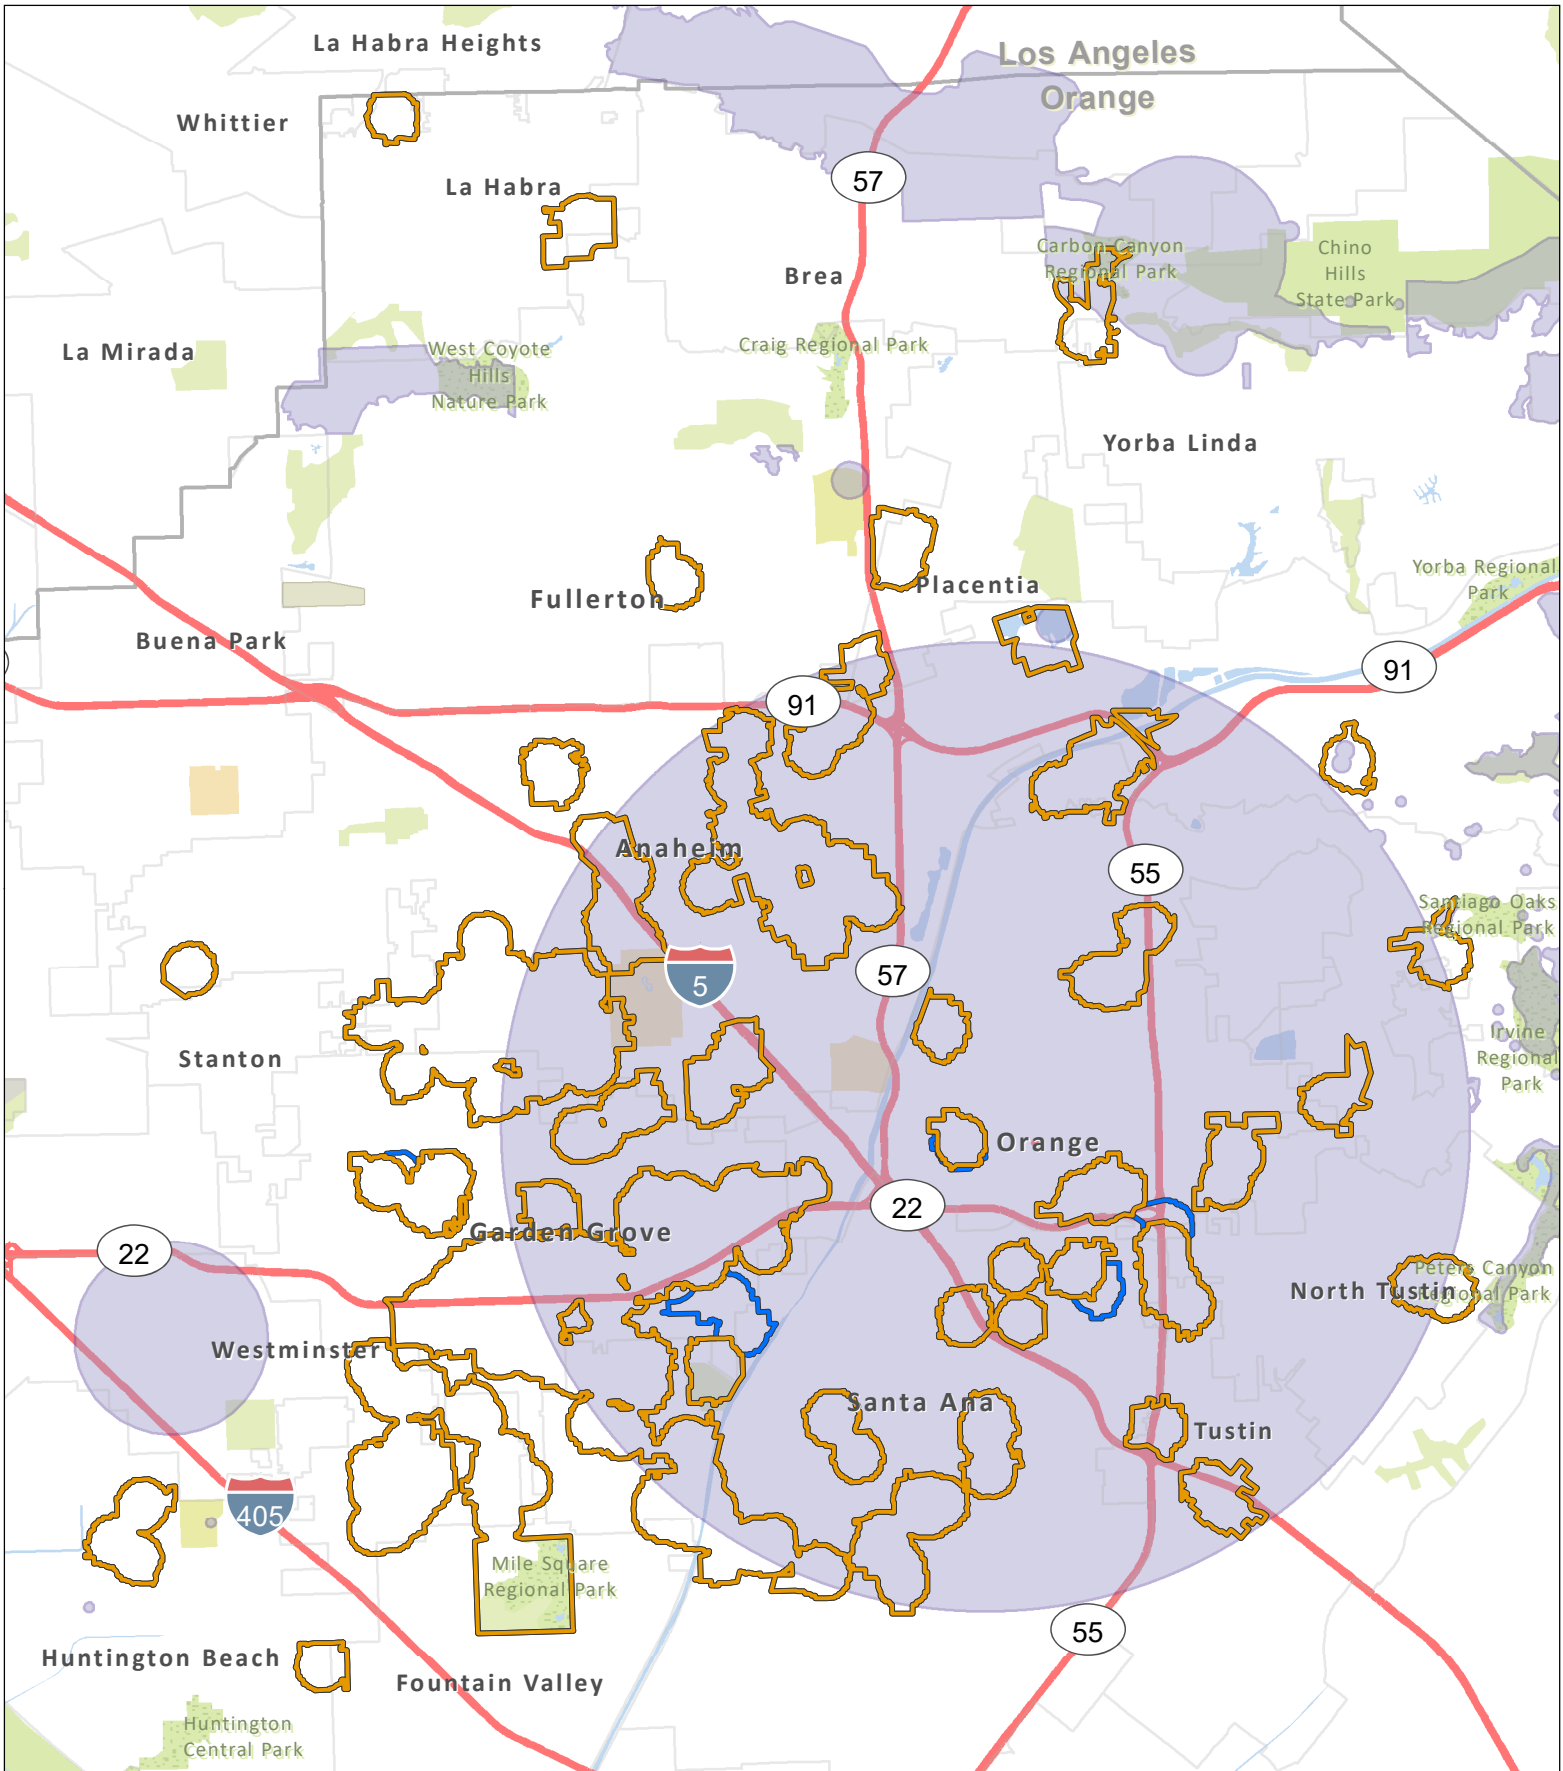 La Habra Heights
Los Angeles
Orange
Whittier
57
La Habra
Carbon Canyon
Regional Park
Chino
Hills
State Park
Brea
La Mirada
West Coyote
Hills
Nature Park
Craig Regional Park
Yorba Linda
Yorba Regional
Park
Placentia
Fullerton
Buena Park
91
91
Anaheim
55
Santiago Oaks
Regional Park
5
57
Irvine
Regional
Park
Stanton
Orange
22
Garden Grove
22
Peters Canyon
Regional Park
North Tustin
Westminster
Santa Ana
Tustin
405
Mile Square
Regional Park
55
Huntington Beach
Fountain Valley
Huntington
Central Park